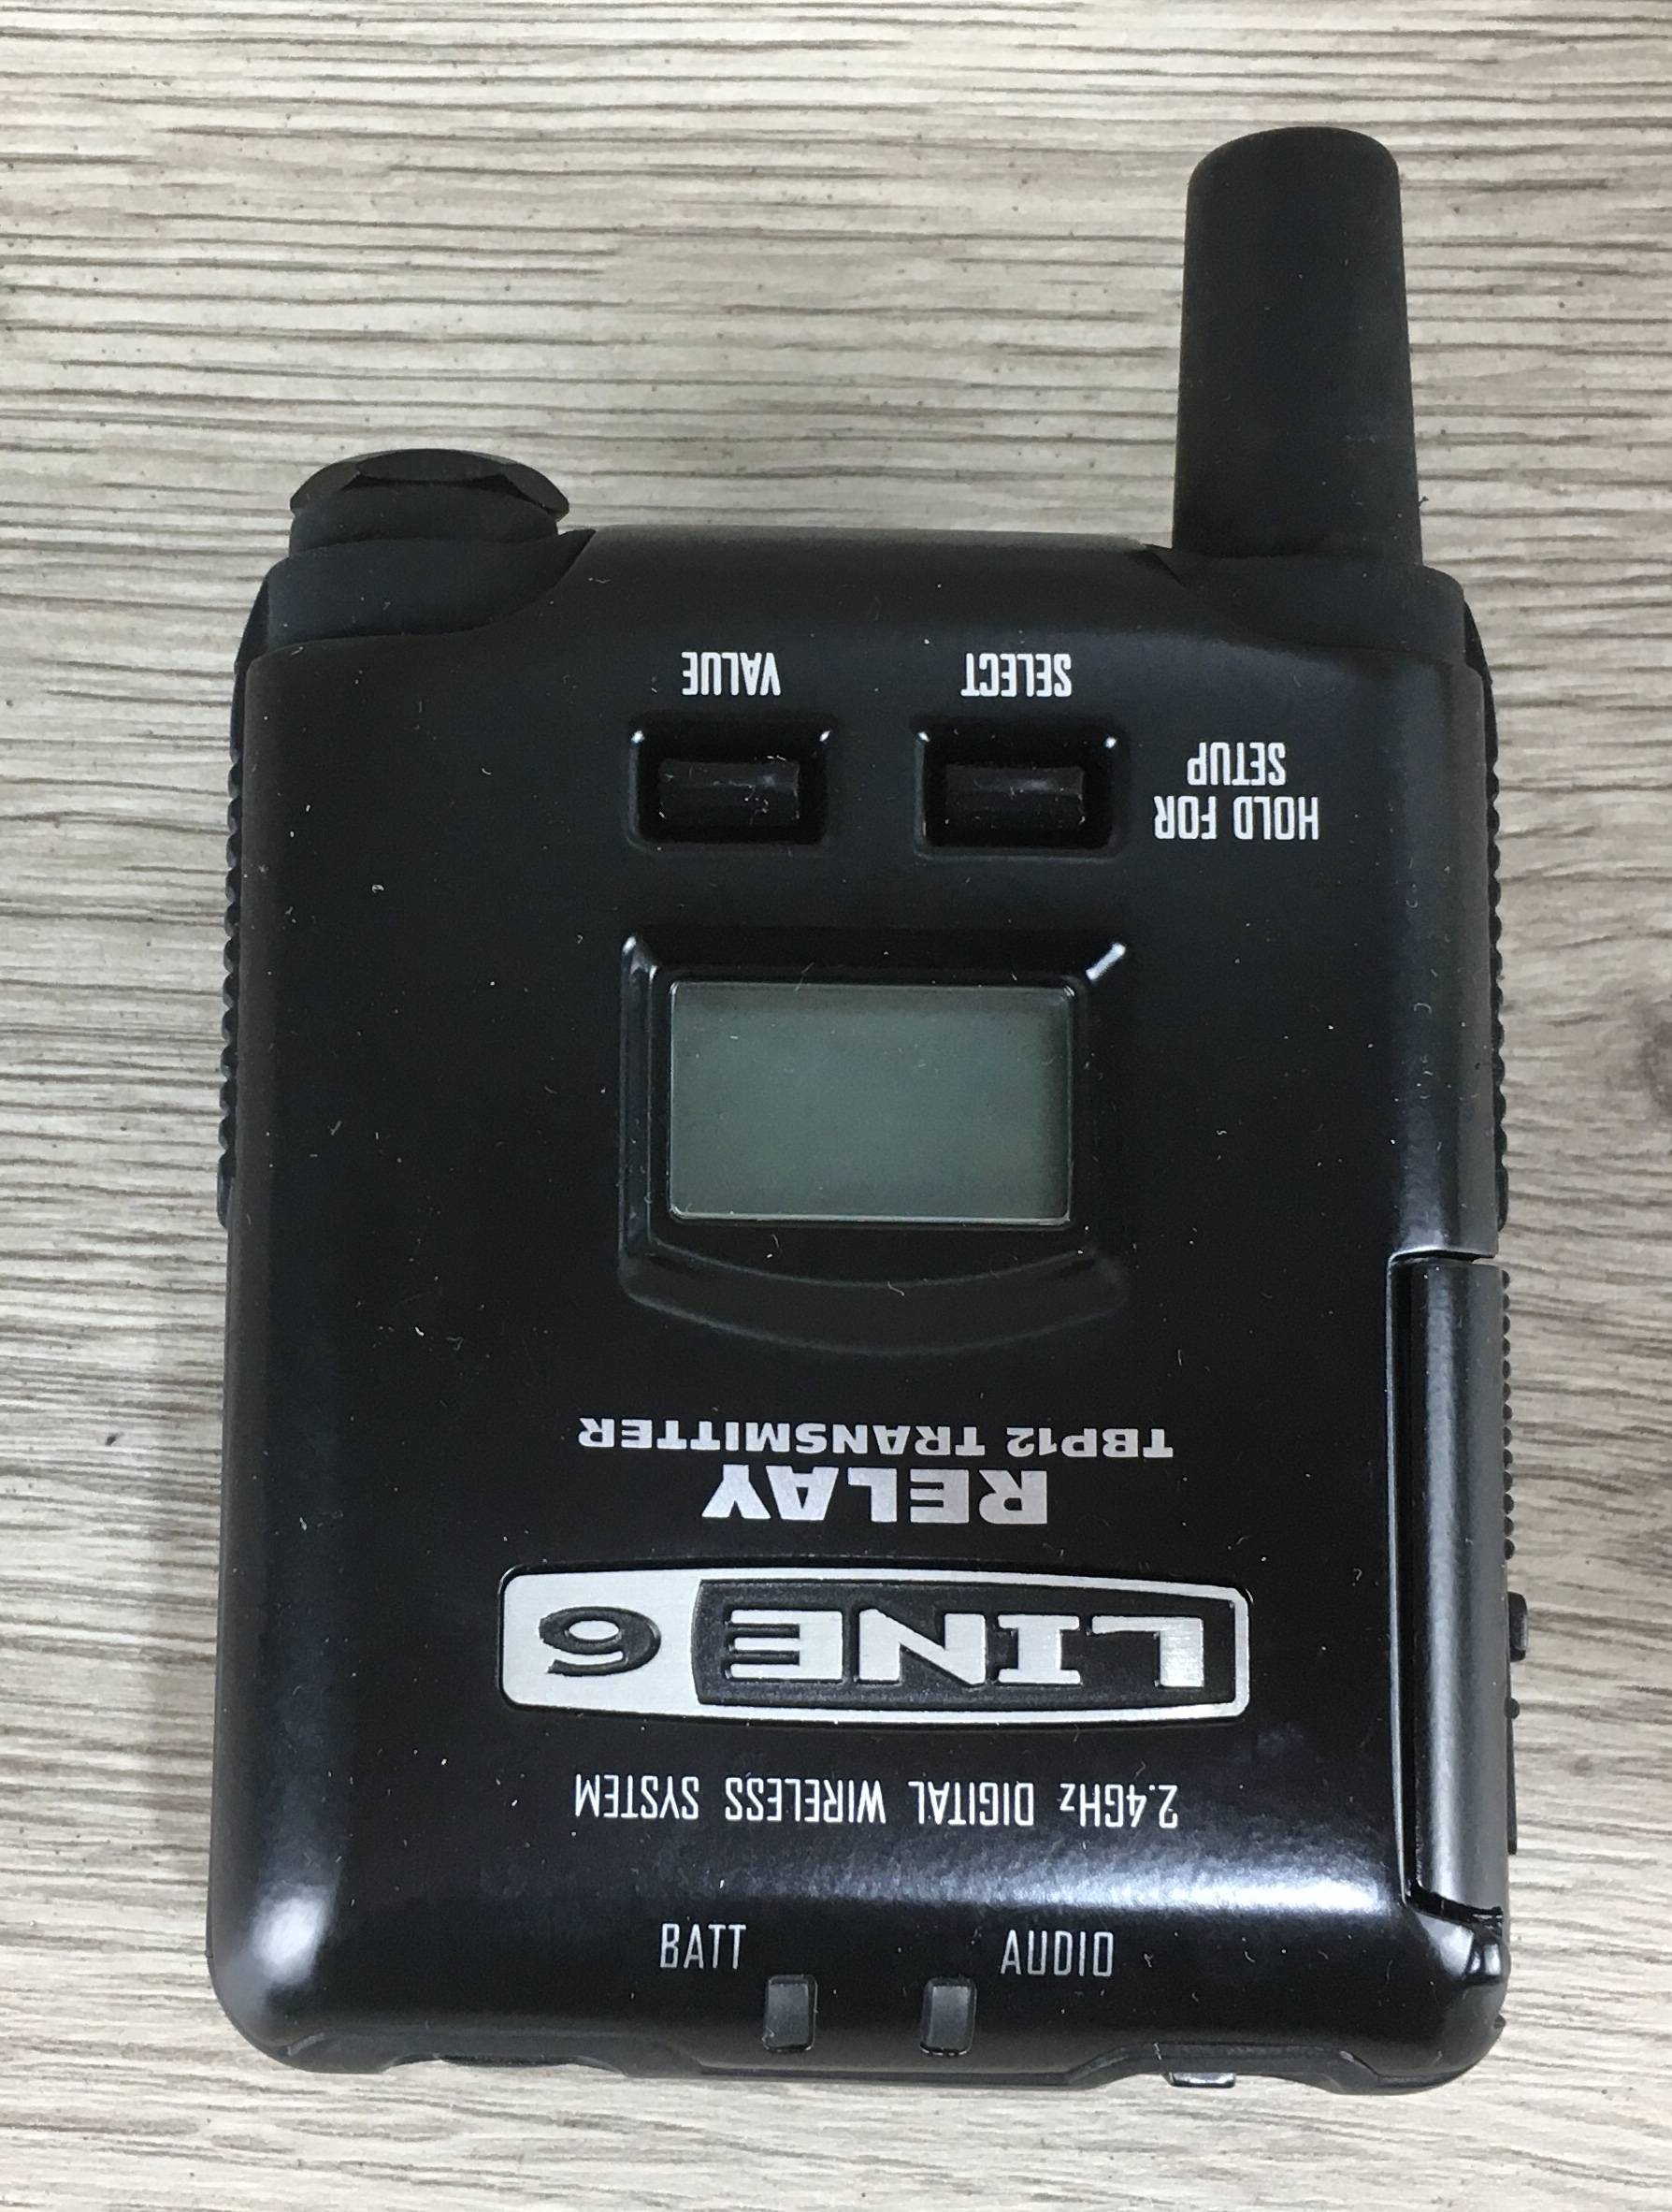 VALUE
SELECT
HOLD FOR
SETUP
RELAY
TBP12 TRANSMITTER
LINE 6
2.4GHz DIGITAL WIRELESS SYSTEM
BATT
AUDIO